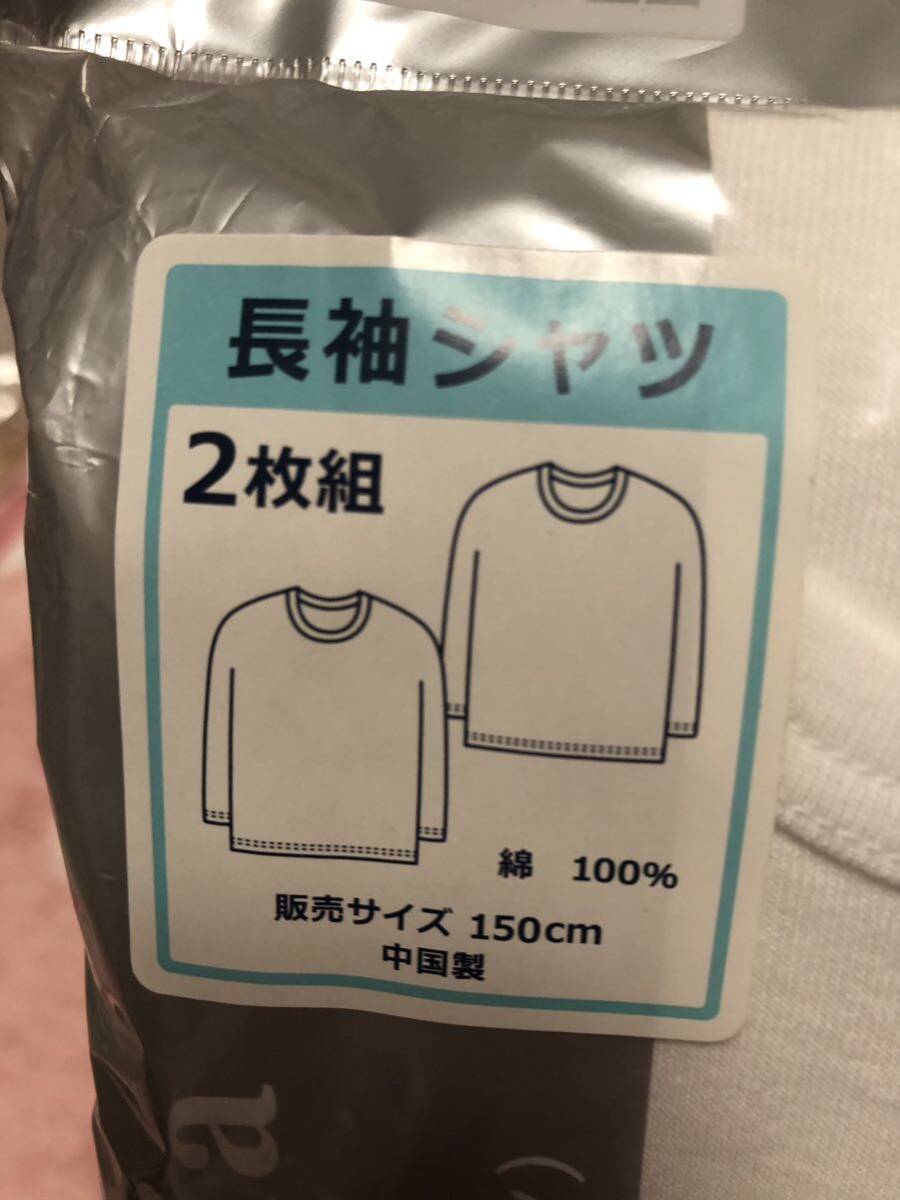 長袖シャツ
2枚組
綿 100%
販売サイズ 150cm
中国製
a